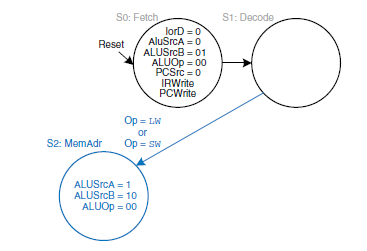 S0: Fetch
S1: Decode
Reset
IorD = 0
AluSrcA = 0
ALUSrcB = 01
ALUOp = 00
PCSrc = 0
IRWrite
PCWrite
Op = LW
or
Op = SW
S2: MemAdr
ALUSrcA = 1
ALUSrcB = 10
ALUOp = 00